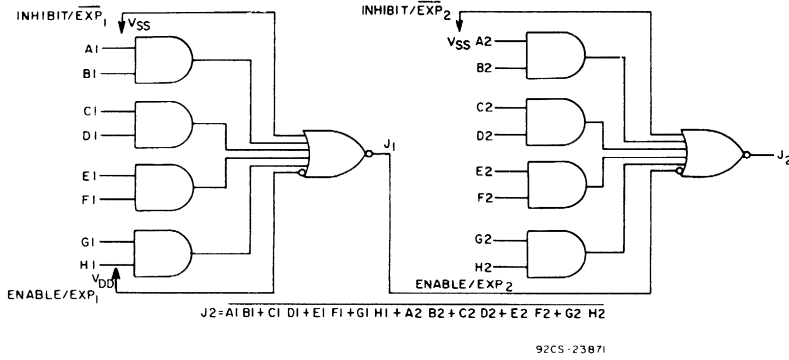 INHIBIT/EXP1
VSS
A1
B1
C1
D1
E1
F1
G1
H1
VDD
ENABLE/EXP1
J1
INHIBIT/EXP2
VSS
A2
B2
C2
D2
E2
F2
G2
H2
ENABLE/EXP2
J2
J2=A1 B1+C1 D1+E1 F1+G1 H1+A2 B2+C2 D2+E2 F2+G2 H2
92CS-23871